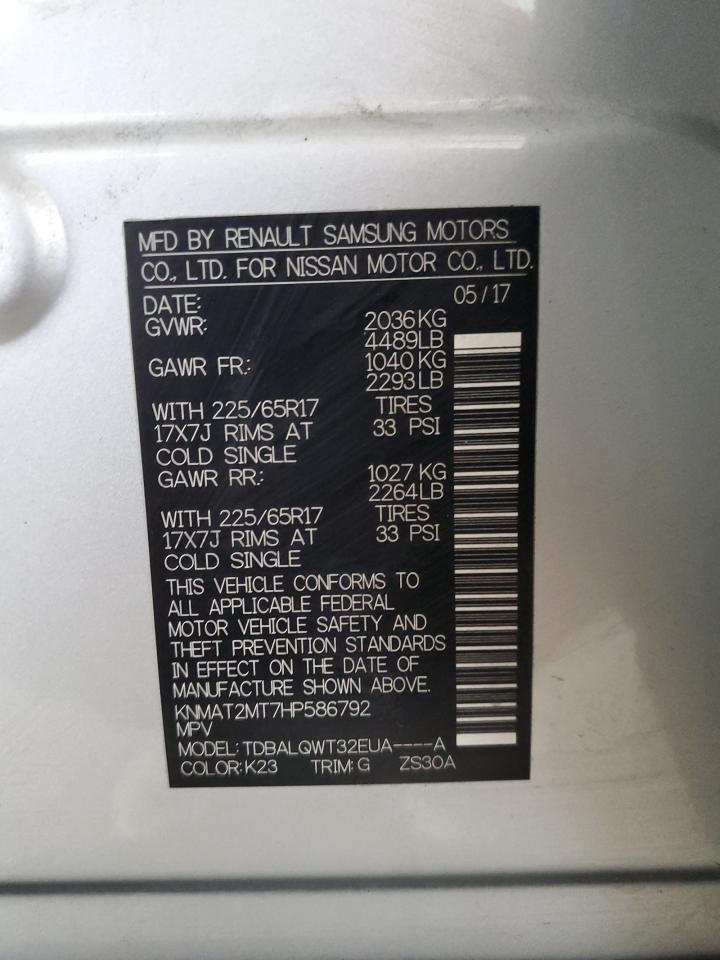 MFD BY RENAULT SAMSUNG MOTORS
CO., LTD. FOR NISSAN MOTOR CO., LTD.
DATE: 05/17
GVWR: 2036KG
4489LB
GAWR FR: 1040KG
2293LB
WITH 225/65R17 TIRES
17X7J RIMS AT 33 PSI
COLD SINGLE
GAWR RR: 1027KG
2264LB
WITH 225/65R17 TIRES
17X7J RIMS AT 33 PSI
COLD SINGLE
THIS VEHICLE CONFORMS TO
ALL APPLICABLE FEDERAL
MOTOR VEHICLE SAFETY AND
THEFT PREVENTION STANDARDS
IN EFFECT ON THE DATE OF
MANUFACTURE SHOWN ABOVE.
KNMAT2MT7HP586792
MPV
MODEL: TDBALQWT32EUA----A
COLOR: K23 TRIM: G ZS30A